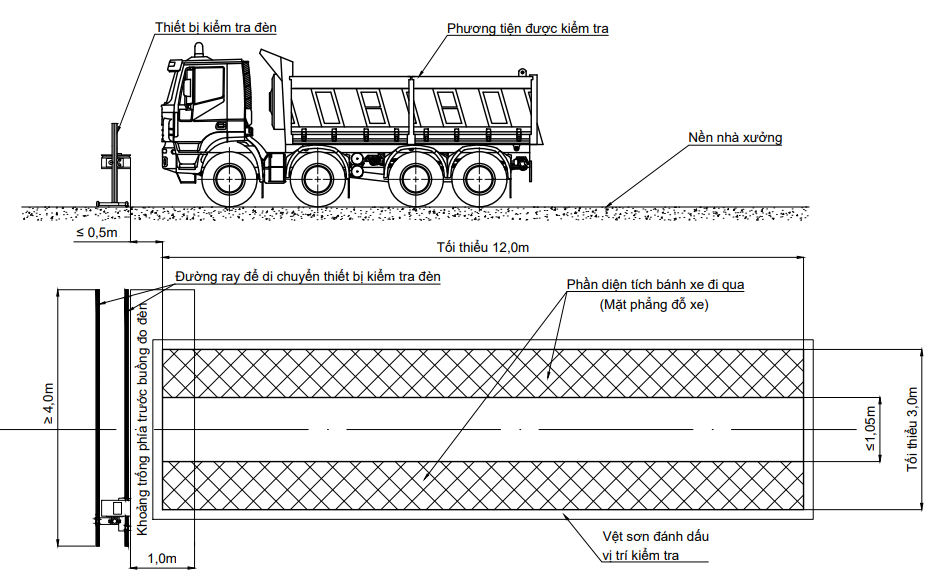 Thiết bị kiểm tra đèn
Phương tiện được kiểm tra
Nền nhà xưởng
≤ 0,5m
Tối thiểu 12,0m
Đường ray để di chuyển thiết bị kiểm tra đèn
Phần diện tích bánh xe đi qua
(Mặt phẳng đỗ xe)
≥ 4,0m
Khoảng trống phía trước buồng đo đèn
≤1,05m
Tối thiểu 3,0m
Vệt sơn đánh dấu
vị trí kiểm tra
1,0m